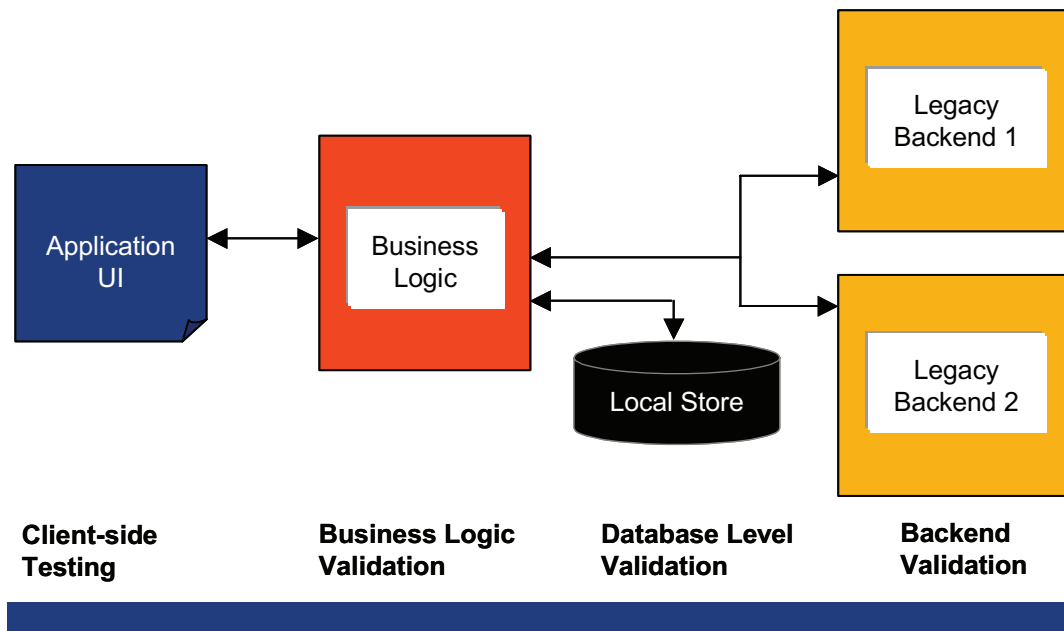 Legacy
Backend 1
Application
UI
Business
Logic
Local Store
Legacy
Backend 2
Client-side
Testing
Business Logic
Validation
Database Level
Validation
Backend
Validation